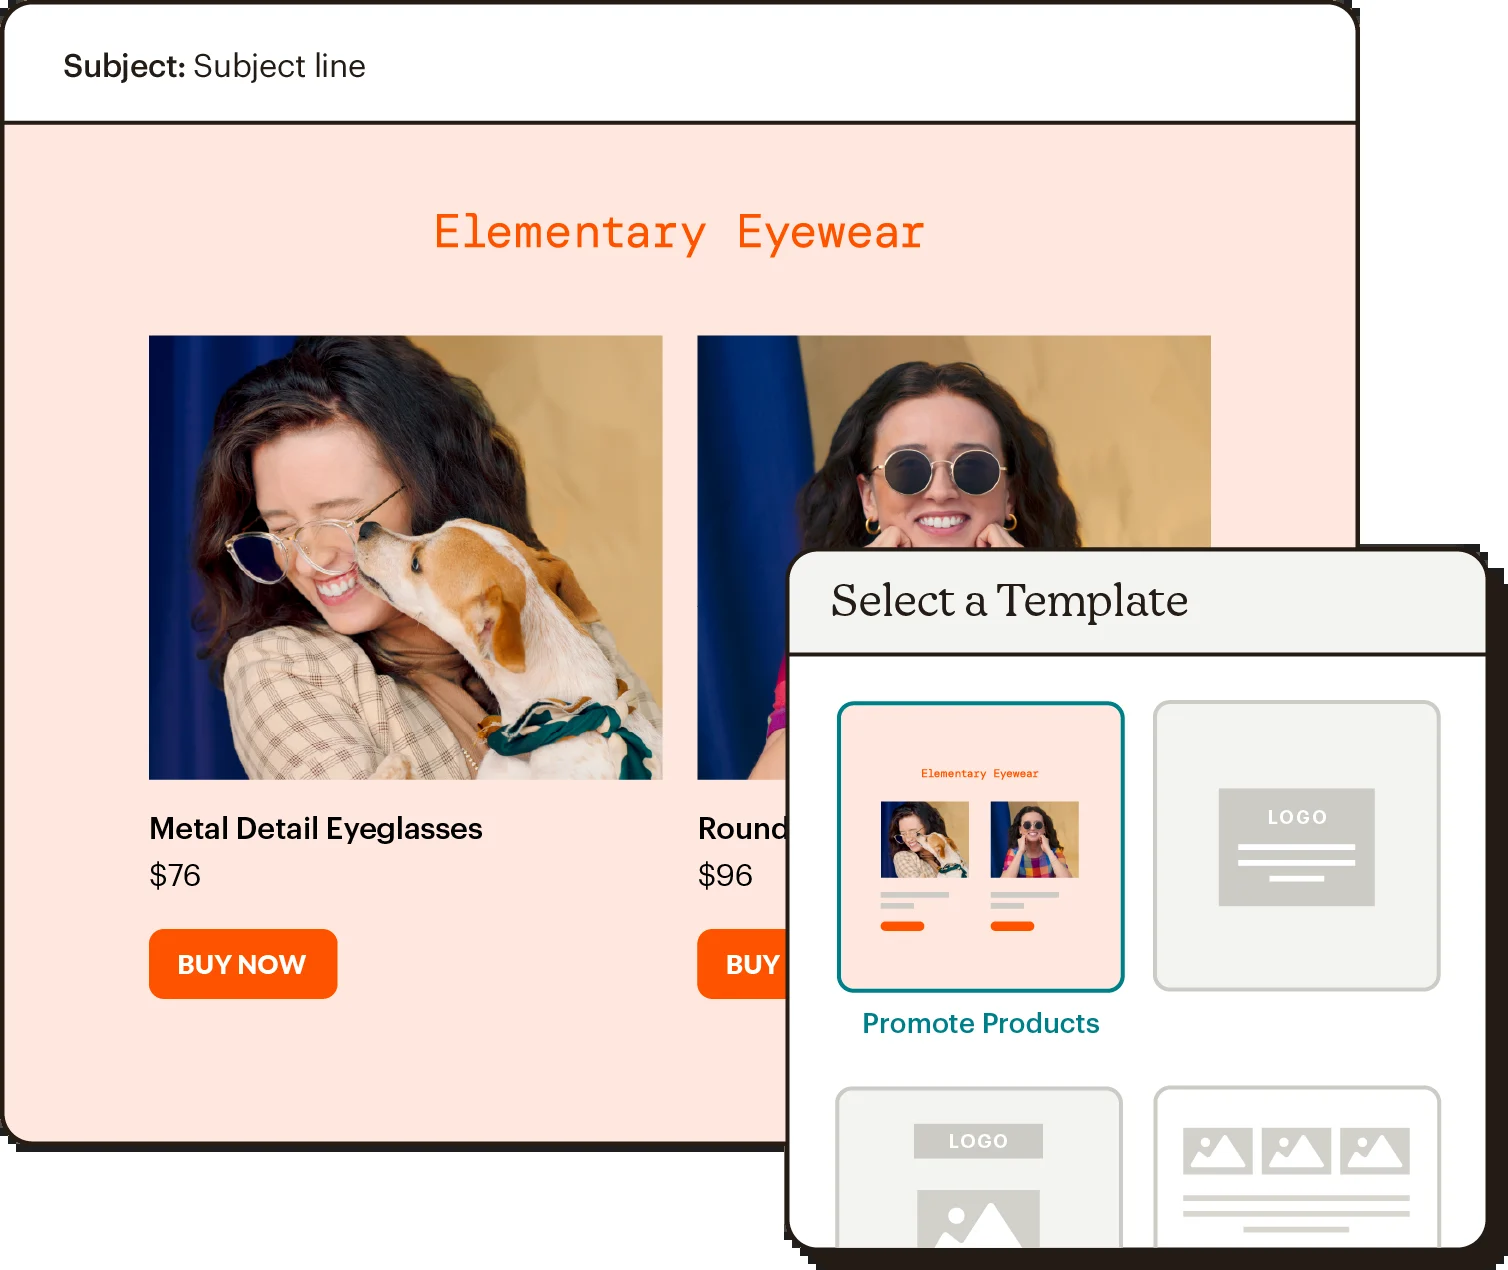 Subject: Subject line
Elementary Eyewear
Metal Detail Eyeglasses
$76
BUY NOW
Round
$96
BUY
Select a Template
Elementary Eyewear
LOGO
Promote Products
LOGO